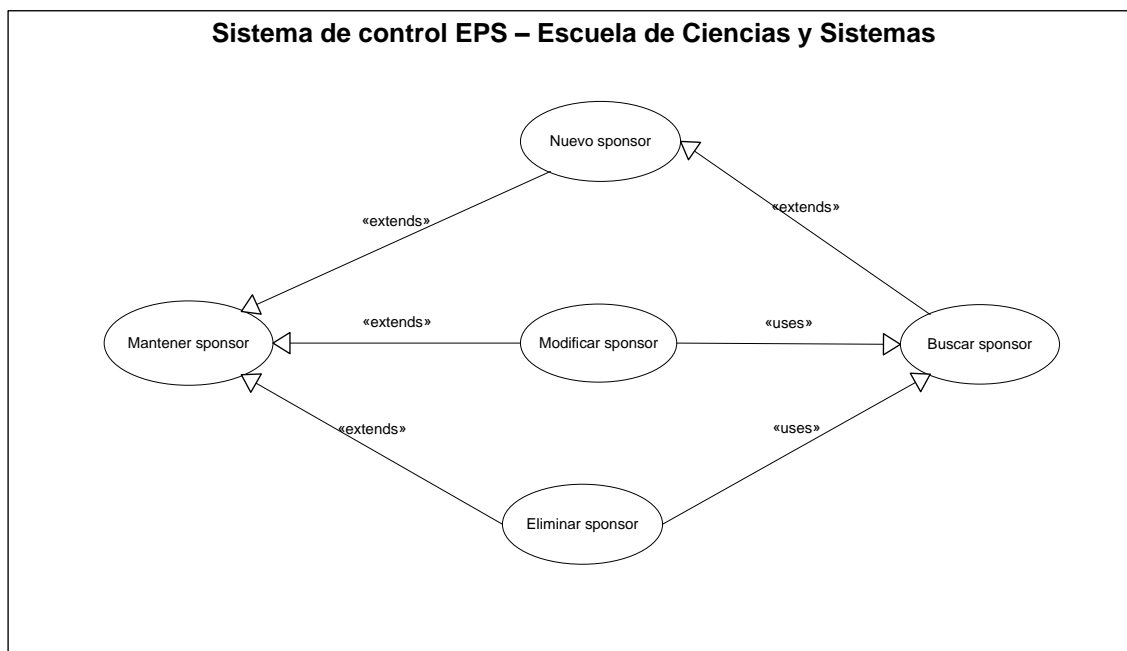 Sistema de control EPS – Escuela de Ciencias y Sistemas
Nuevo sponsor
«extends»
«extends»
Mantener sponsor
«extends»
Modificar sponsor
«uses»
Buscar sponsor
«extends»
«uses»
Eliminar sponsor